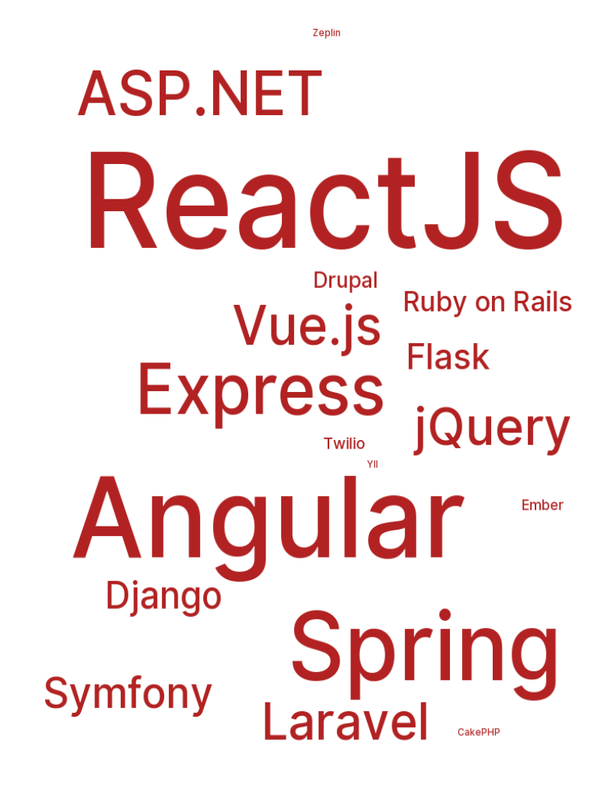 Zeplin
ASP.NET
ReactJS
Drupal
Ruby on Rails
Vue.js
Flask
Express
jQuery
Twilio
YII
Angular
Ember
Django
Spring
Symfony
Laravel
CakePHP